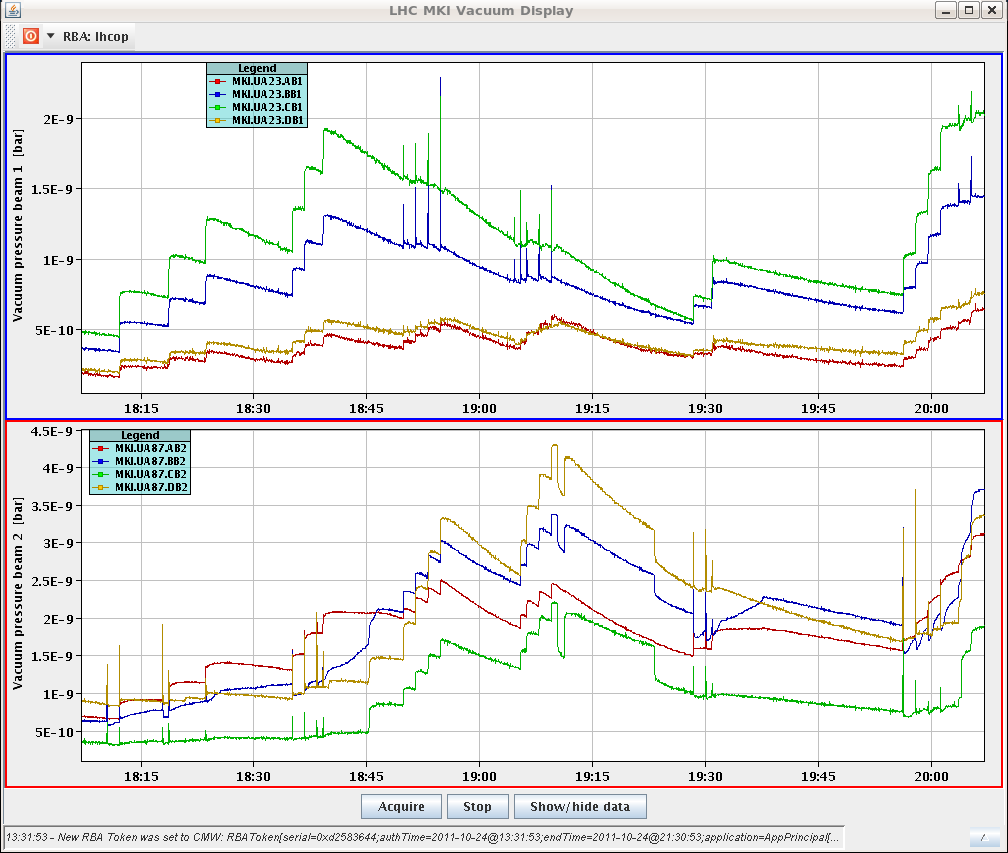 LHC MKI Vacuum Display
RBA: lhcop
Vacuum pressure beam 1 [bar]
2E-9
1.5E-9
1E-9
5E-10
Legend
MKI.UA23.AB1
MKI.UA23.BB1
MKI.UA23.CB1
MKI.UA23.DB1
18:15 18:30 18:45 19:00 19:15 19:30 19:45 20:00
Vacuum pressure beam 2 [bar]
4.5E-9
4E-9
3.5E-9
3E-9
2.5E-9
2E-9
1.5E-9
1E-9
5E-10
Legend
MKI.UA87.AB2
MKI.UA87.BB2
MKI.UA87.CB2
MKI.UA87.DB2
18:15 18:30 18:45 19:00 19:15 19:30 19:45 20:00
Acquire Stop Show/hide data
13:31:53 - New RBA Token was set to CMW: RBAToken[serial=0xd2583644;authTime=2011-10-24@13:31:53;endTime=2011-10-24@21:30:53;application=AppPrincipal[...